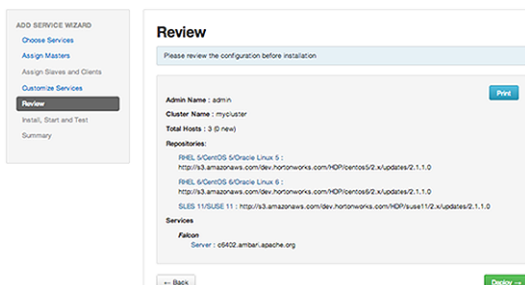 ADD SERVICE WIZARD
Choose Services
Assign Masters
Assign Slaves and Clients
Customize Services
Review
Install, Start and Test
Summary
Review
Please review the configuration before installation
Print
Admin Name : admin
Cluster Name : mycluster
Total Hosts : 3 (0 new)
Repositories:
RHEL 5/CentOS 5/Oracle Linux 5 :
http://s3.amazonaws.com/dev.hortonworks.com/HDP/centos5/2.x/updates/2.1.1.0
RHEL 6/CentOS 6/Oracle Linux 6 :
http://s3.amazonaws.com/dev.hortonworks.com/HDP/centos6/2.x/updates/2.1.1.0
SLES 11/SUSE 11 : http://s3.amazonaws.com/dev.hortonworks.com/HDP/suse11/2.x/updates/2.1.1.0
Services
Falcon
Server : c6402.ambari.apache.org
← Back
Deploy →